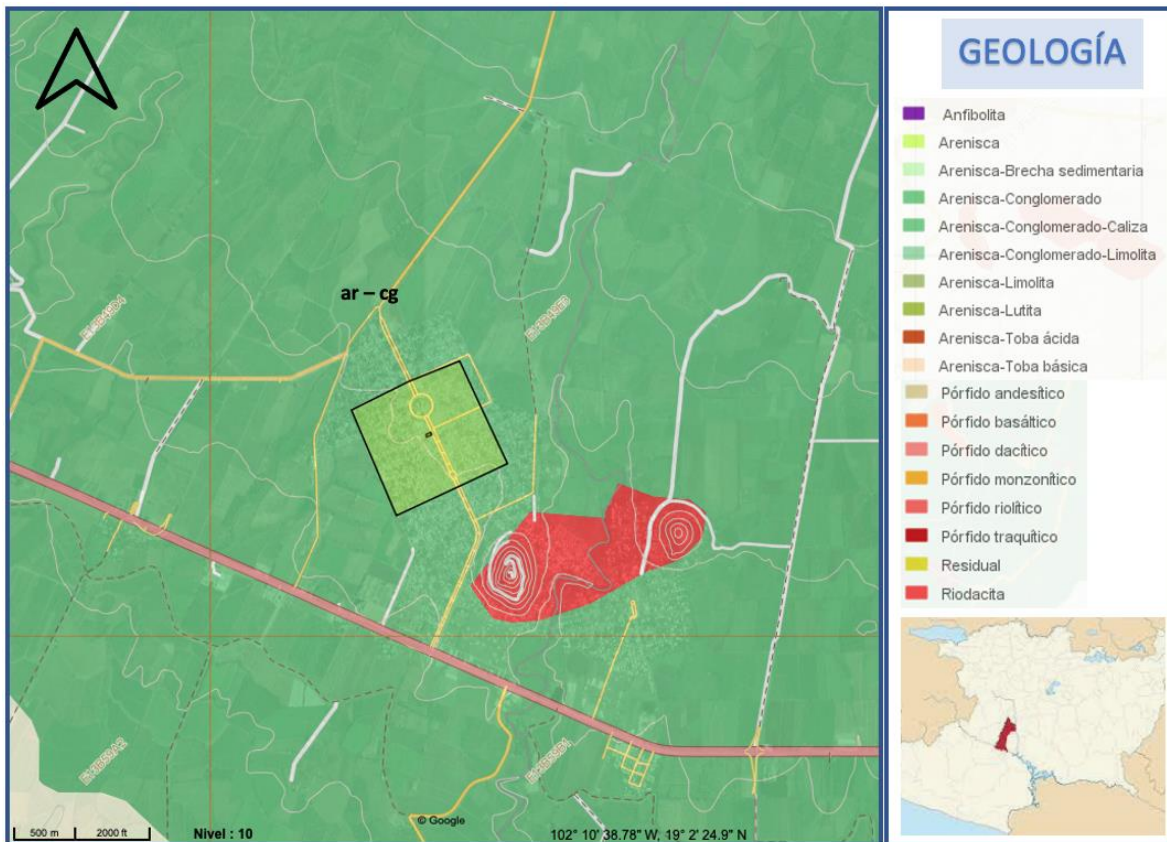 GEOLOGÍA
Anfibolita
Arenisca
Arenisca-Brecha sedimentaria
Arenisca-Conglomerado
Arenisca-Conglomerado-Caliza
Arenisca-Conglomerado-Limolita
Arenisca-Limolita
Arenisca-Lutita
Arenisca-Toba ácida
Arenisca-Toba básica
Pórfido andesítico
Pórfido basáltico
Pórfido dacítico
Pórfido monzonítico
Pórfido riolítico
Pórfido traquítico
Residual
Riodacita
ar – cg
500 m
2000 ft
Nivel : 10
© Google
102° 10' 38.78" W, 19° 2' 24.9" N